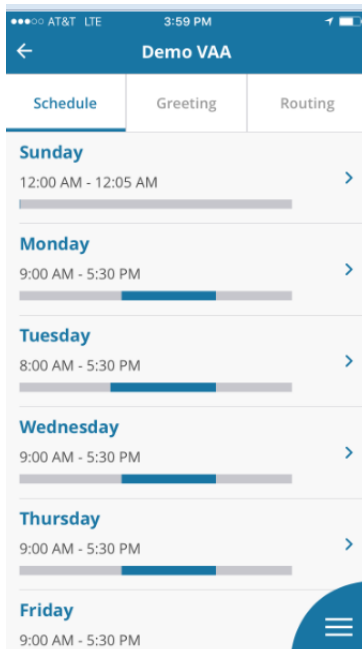 AT&T LTE 3:59 PM
Demo VAA
Schedule Greeting Routing
Sunday
12:00 AM - 12:05 AM
Monday
9:00 AM - 5:30 PM
Tuesday
8:00 AM - 5:30 PM
Wednesday
9:00 AM - 5:30 PM
Thursday
9:00 AM - 5:30 PM
Friday
9:00 AM - 5:30 PM